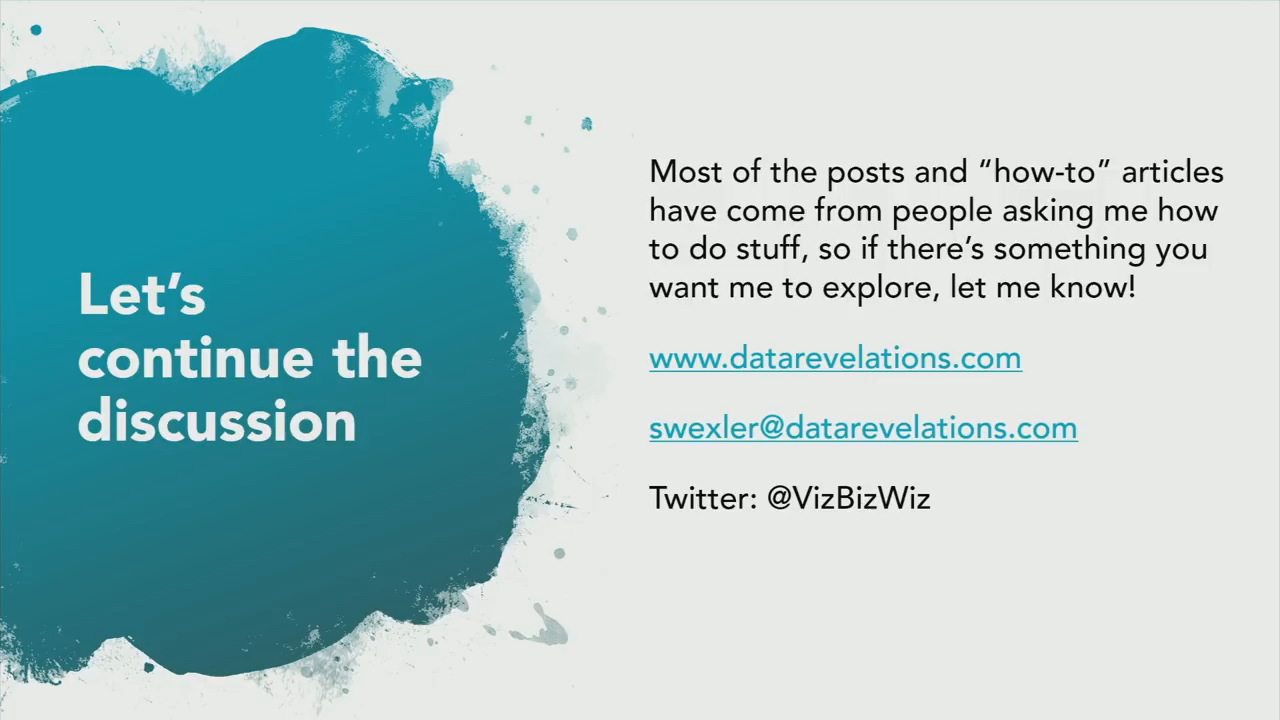 Let’s
continue the
discussion
Most of the posts and “how-to” articles
have come from people asking me how
to do stuff, so if there’s something you
want me to explore, let me know!
www.datarevelations.com
swexler@datarevelations.com
Twitter: @VizBizWiz